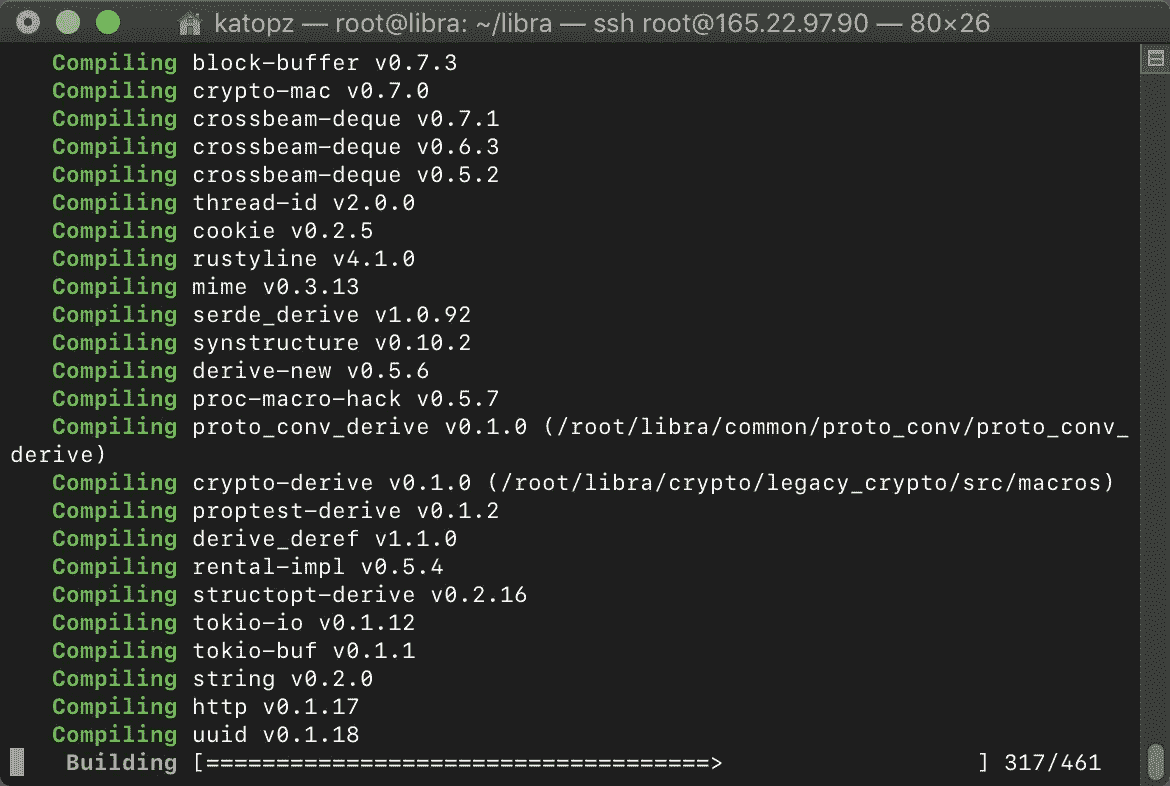 katopz — root@libra: ~/libra — ssh root@165.22.97.90 — 80×26
Compiling block-buffer v0.7.3
Compiling crypto-mac v0.7.0
Compiling crossbeam-deque v0.7.1
Compiling crossbeam-deque v0.6.3
Compiling crossbeam-deque v0.5.2
Compiling thread-id v2.0.0
Compiling cookie v0.2.5
Compiling rustyline v4.1.0
Compiling mime v0.3.13
Compiling serde_derive v1.0.92
Compiling synstructure v0.10.2
Compiling derive-new v0.5.6
Compiling proc-macro-hack v0.5.7
Compiling proto_conv_derive v0.1.0 (/root/libra/common/proto_conv/proto_conv_
derive)
Compiling crypto-derive v0.1.0 (/root/libra/crypto/legacy_crypto/src/macros)
Compiling proptest-derive v0.1.2
Compiling derive_deref v1.1.0
Compiling rental-impl v0.5.4
Compiling structopt-derive v0.2.16
Compiling tokio-io v0.1.12
Compiling tokio-buf v0.1.1
Compiling string v0.2.0
Compiling http v0.1.17
Compiling uuid v0.1.18
Building [====================================>                  ] 317/461